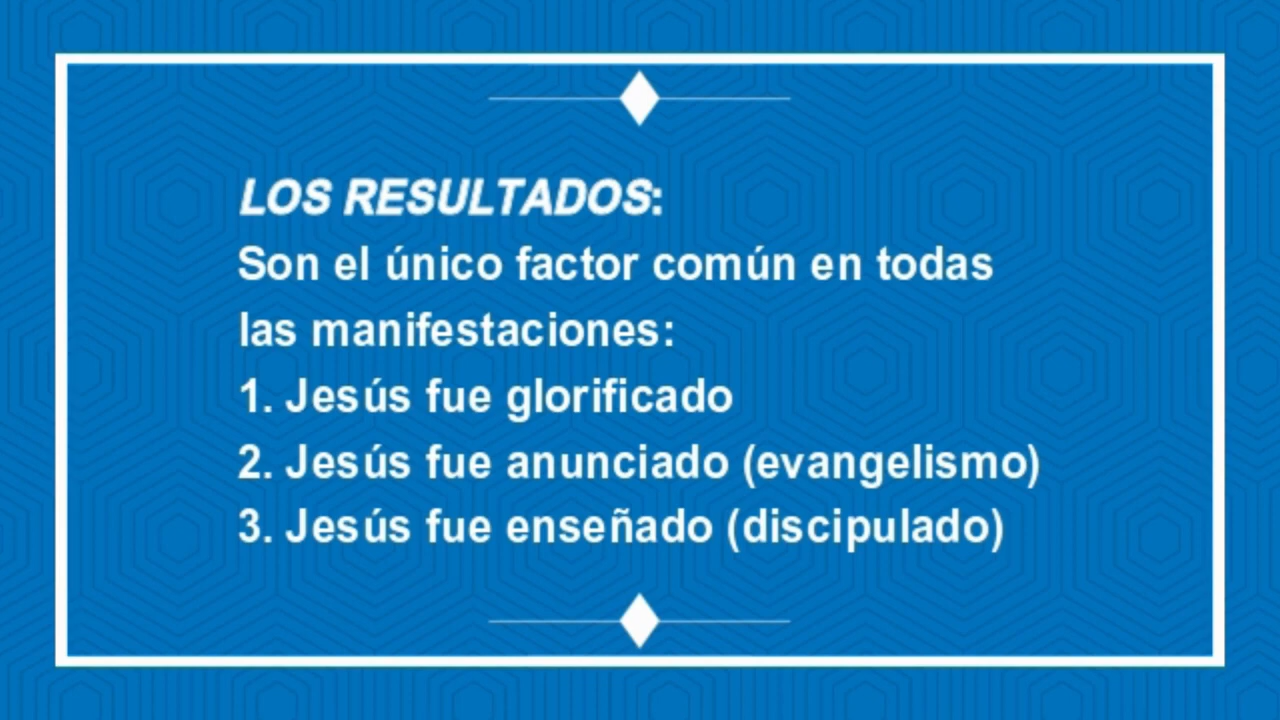 LOS RESULTADOS:
Son el único factor común en todas
las manifestaciones:
1. Jesús fue glorificado
2. Jesús fue anunciado (evangelismo)
3. Jesús fue enseñado (discipulado)